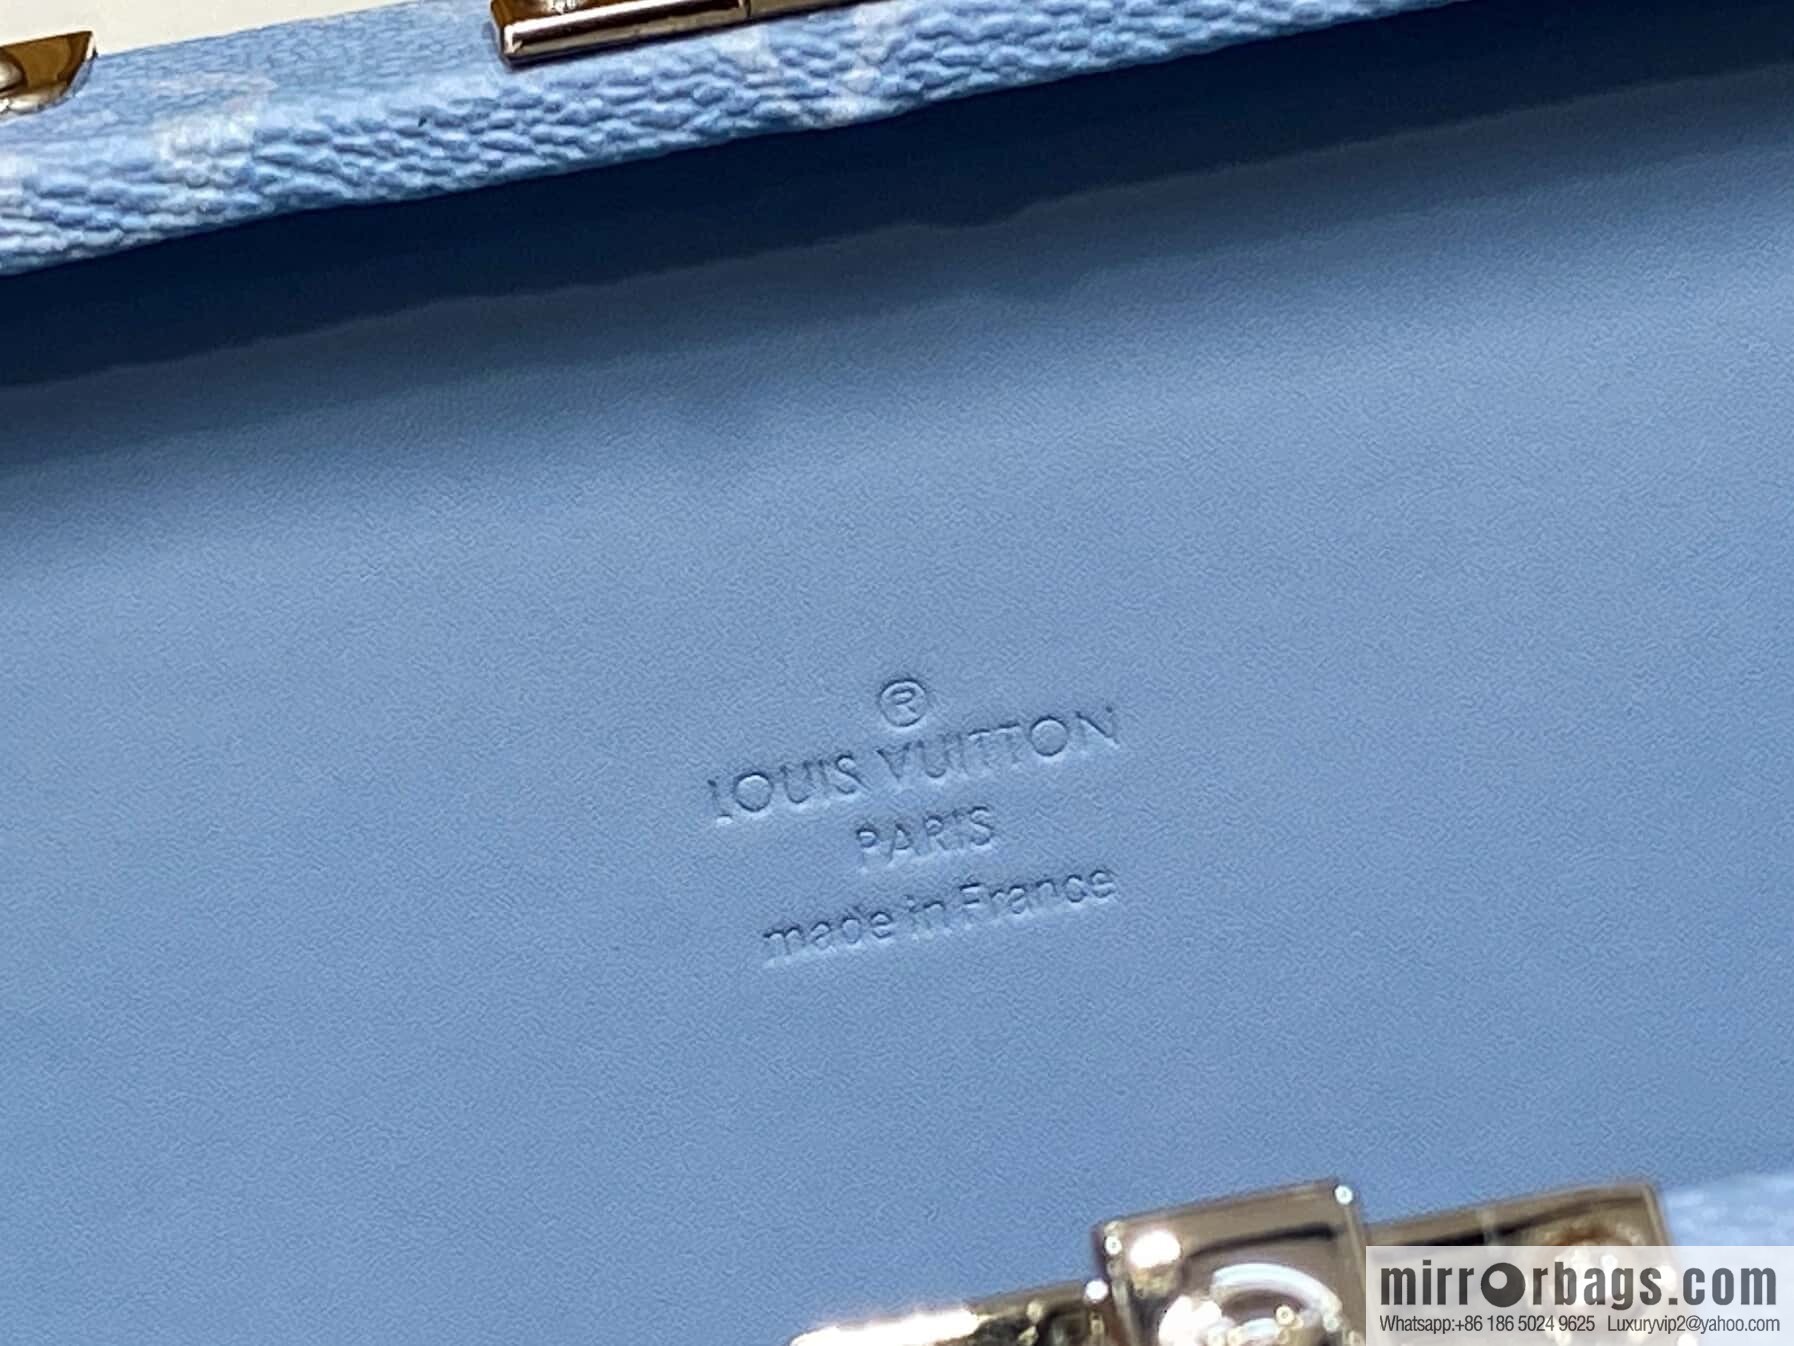 ®
LOUIS VUITTON
PARIS
made in France
mirrorbags.com
Whatsapp:+86 186 5024 9625 Luxuryvip2@yahoo.com